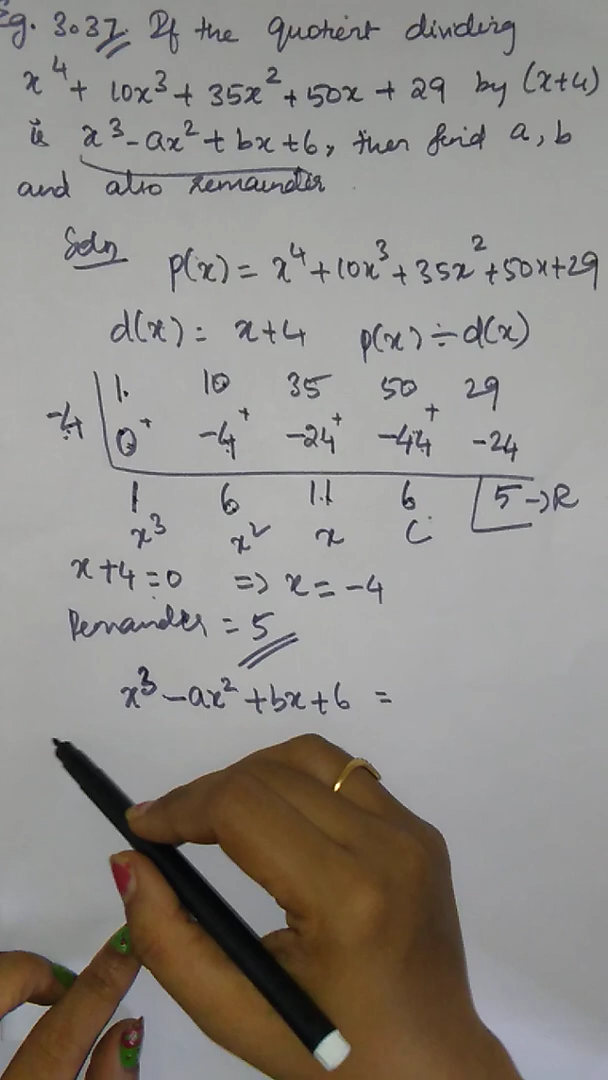 Eg. 3.37 If the quotient dividing
x⁴ + 10x³ + 35x² + 50x + 29 by (x+4)
is x³ - ax² + bx + 6, then find a, b
and also remainder.
Soln
p(x) = x⁴ + 10x³ + 35x² + 50x + 29
d(x) = x+4 p(x) ÷ d(x)
1 10 35 50 29
-4 0 + -4 + -24 + -44 + -24
1 6 11 6 5 → R
x³ x² x C
x+4 = 0 ⇒ x = -4
Remainder = 5
x³ - ax² + bx + 6 =